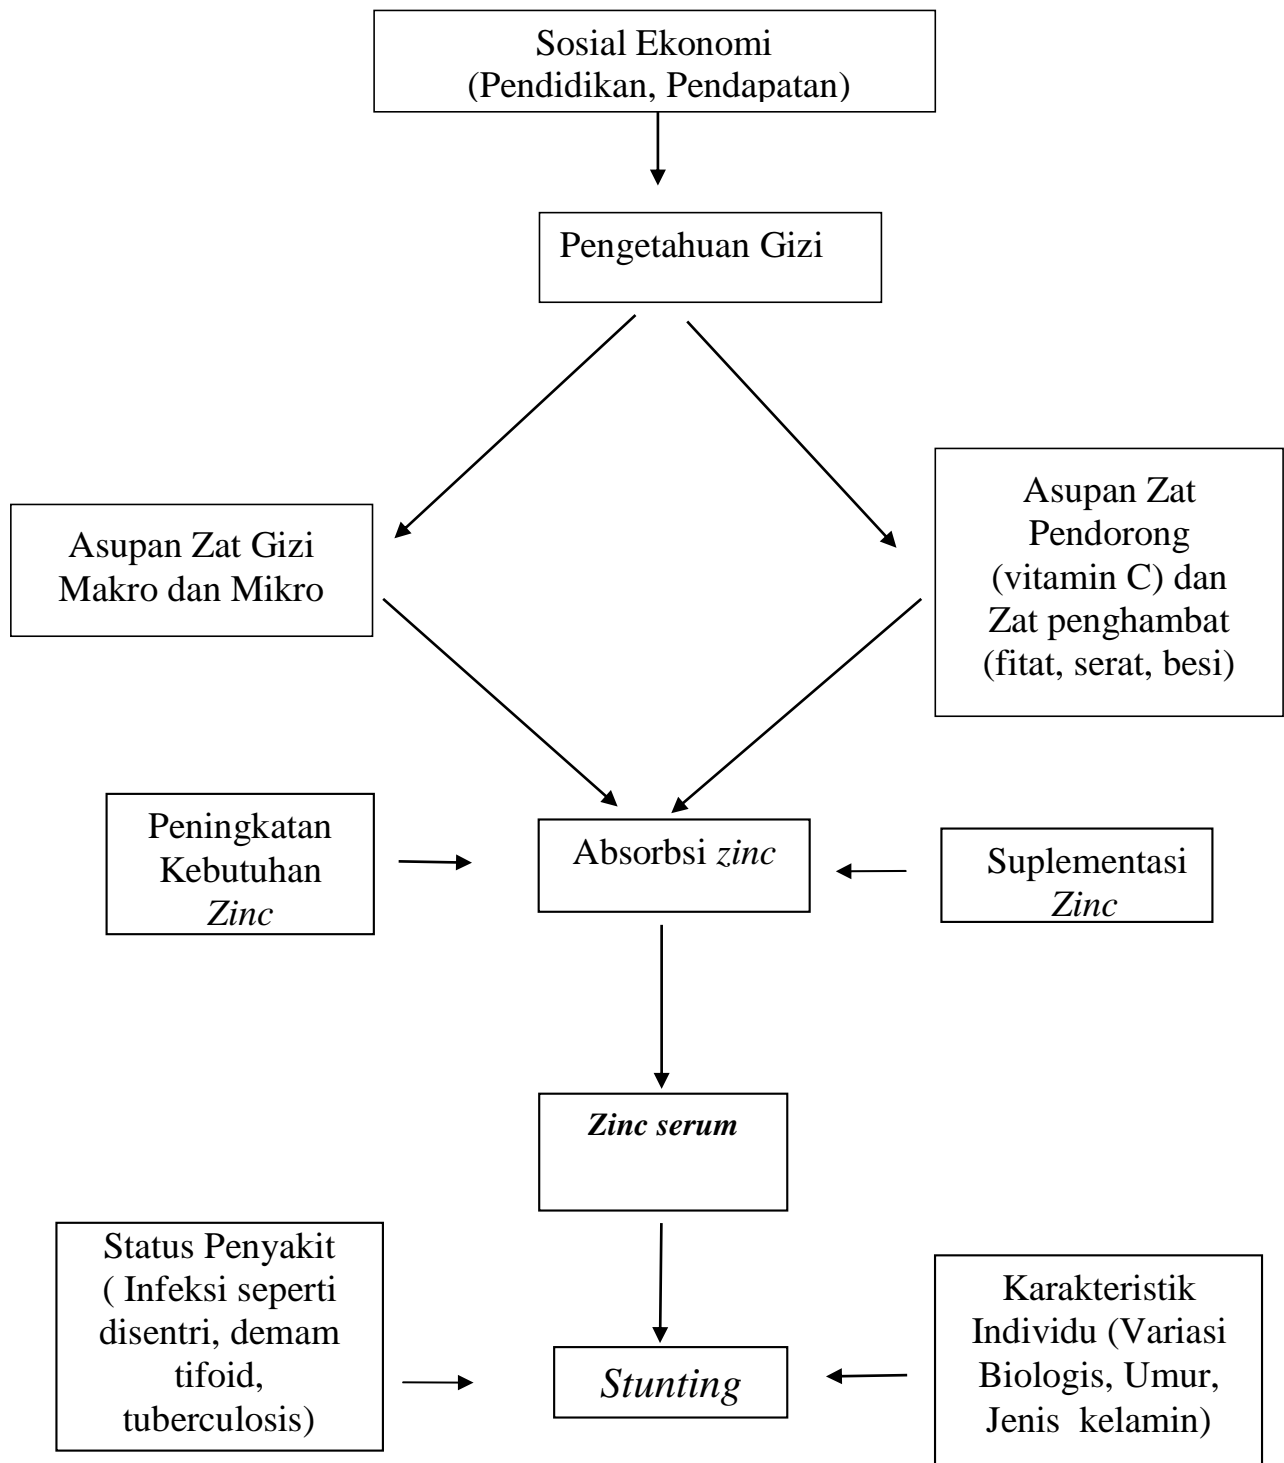 Sosial Ekonomi
(Pendidikan, Pendapatan)
Pengetahuan Gizi
Asupan Zat Gizi
Makro dan Mikro
Asupan Zat
Pendorong
(vitamin C) dan
Zat penghambat
(fitat, serat, besi)
Peningkatan
Kebutuhan
Zinc
Absorbsi zinc
Suplementasi
Zinc
Zinc serum
Status Penyakit
( Infeksi seperti
disentri, demam
tifoid,
tuberculosis)
Stunting
Karakteristik
Individu (Variasi
Biologis, Umur,
Jenis kelamin)